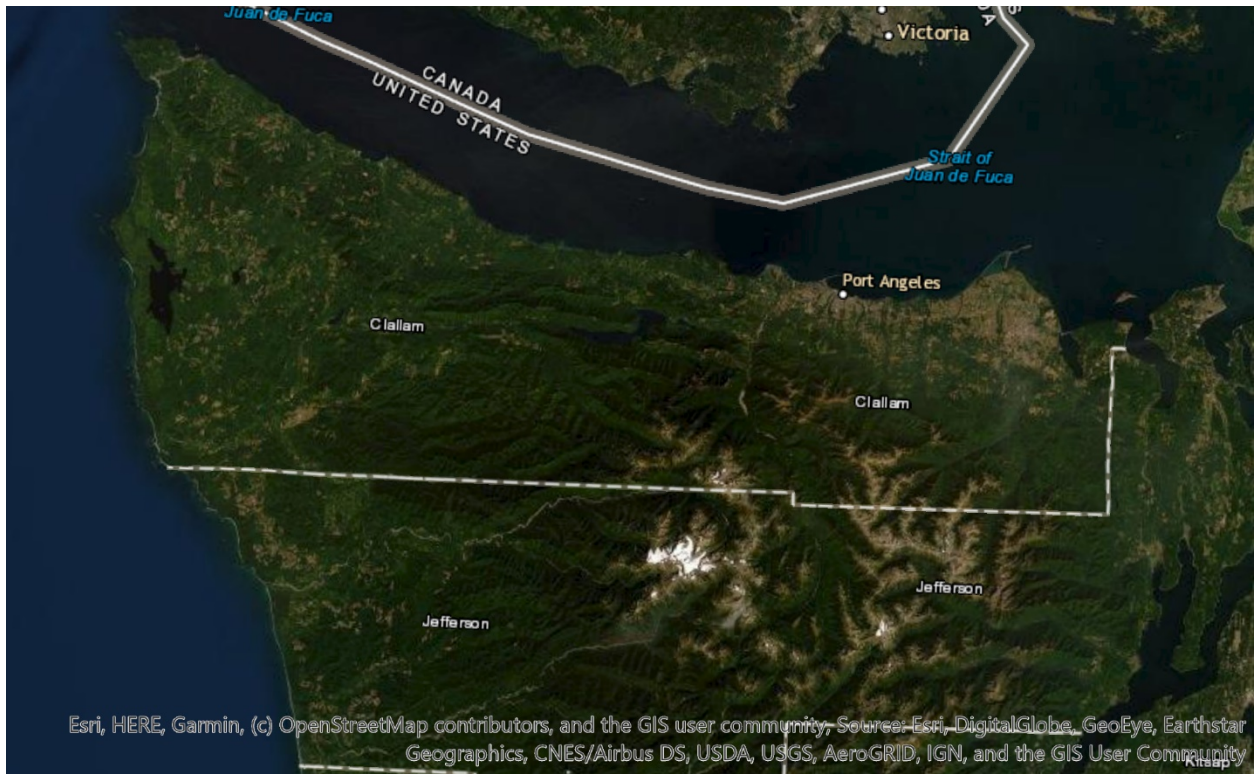 Juan de Fuca
S
DA
Victoria
CANADA
UNITED STATES
Strait of
Juan de Fuca
Port Angeles
Clallam
Clallam
Jefferson
Jefferson
Esri, HERE, Garmin, (c) OpenStreetMap contributors, and the GIS user community, Source: Esri, DigitalGlobe, GeoEye, Earthstar
Geographics, CNES/Airbus DS, USDA, USGS, AeroGRID, IGN, and the GIS User Community
Kitsap